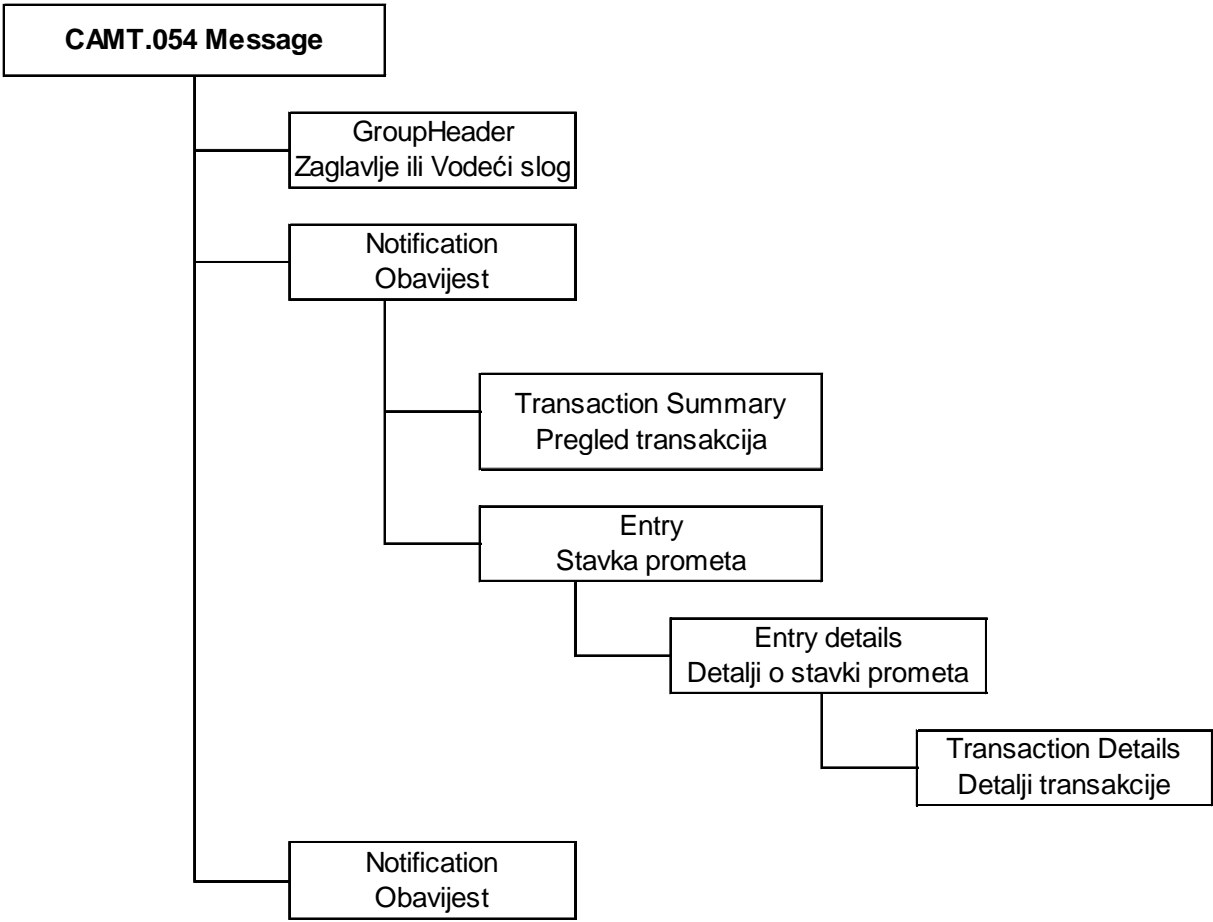 CAMT.054 Message
GroupHeader
Zaglavlje ili Vodeći slog
Notification
Obavijest
Transaction Summary
Pregled transakcija
Entry
Stavka prometa
Entry details
Detalji o stavki prometa
Transaction Details
Detalji transakcije
Notification
Obavijest